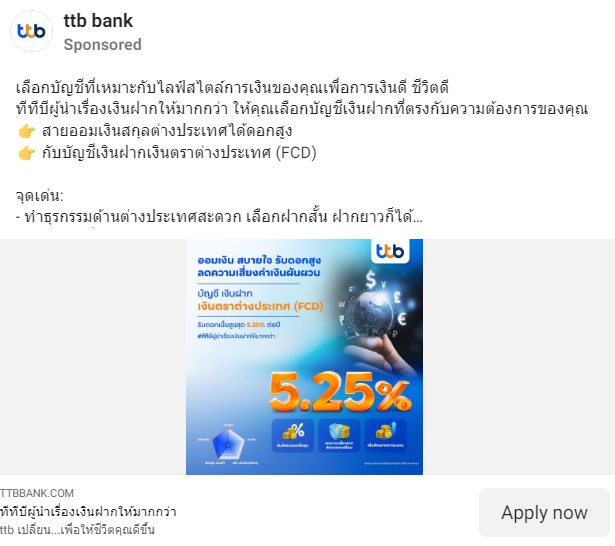 ttb
ttb bank
Sponsored
เลือกบัญชีที่เหมาะกับไลฟ์สไตล์การเงินของคุณเพื่อการเงินดี ชีวิตดี
ทีทีบีผู้นำเรื่องเงินฝากให้มากกว่า ให้คุณเลือกบัญชีเงินฝากที่ตรงกับความต้องการของคุณ
👉 สายออมเงินสกุลต่างประเทศได้ดอกสูง
👉 กับบัญชีเงินฝากเงินตราต่างประเทศ (FCD)
จุดเด่น:
- ทำธุรกรรมด้านต่างประเทศสะดวก เลือกฝากสั้น ฝากยาวก็ได้...
ttb
ออมเงิน สบายใจ รับดอกสูง
ลดความเสี่ยงค่าเงินผันผวน
บัญชี เงินฝาก
เงินตราต่างประเทศ (FCD)
รับดอกเบี้ยสูงสุด 5.25% ต่อปี
#ทีทีบีผู้นำเรื่องเงินฝากให้มากกว่า
5.25%
TTBBANK.COM
ทีทีบีผู้นำเรื่องเงินฝากให้มากกว่า
ttb เปลี่ยน...เพื่อให้ชีวิตคุณดีขึ้น
Apply now